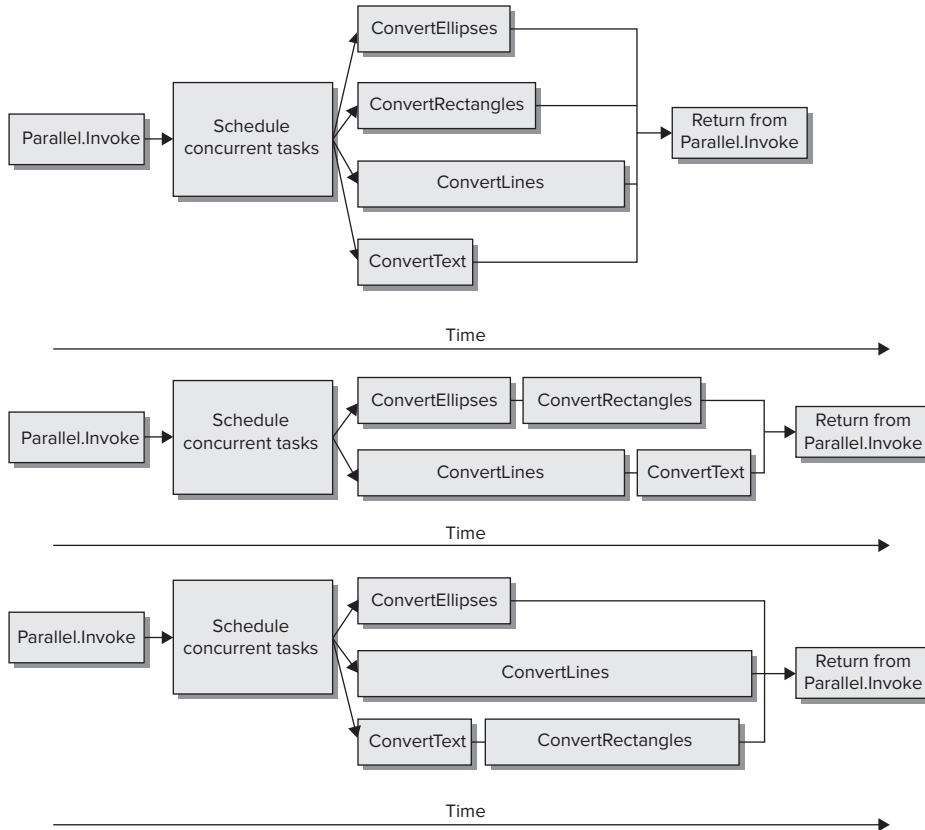 ConvertEllipses
Parallel.Invoke
Schedule
concurrent tasks
ConvertRectangles
ConvertLines
ConvertText
Return from
Parallel.Invoke
Time
Parallel.Invoke
Schedule
concurrent tasks
ConvertEllipses
ConvertRectangles
ConvertLines
ConvertText
Return from
Parallel.Invoke
Time
Parallel.Invoke
Schedule
concurrent tasks
ConvertEllipses
ConvertLines
ConvertText
ConvertRectangles
Return from
Parallel.Invoke
Time